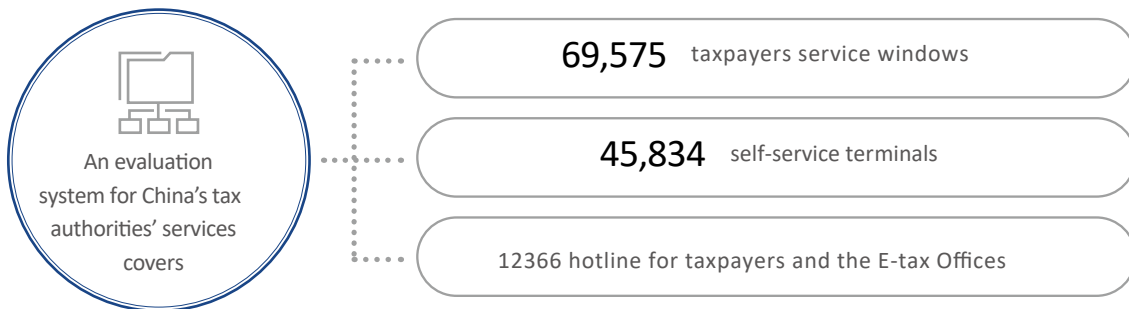 An evaluation
system for China's tax
authorities' services
covers
69,575 taxpayers service windows
45,834 self-service terminals
12366 hotline for taxpayers and the E-tax Offices